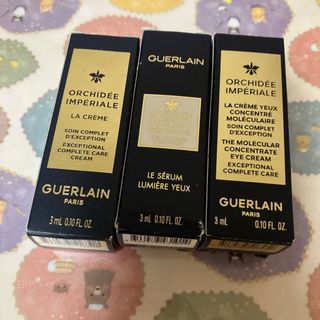 ORCHIDÉE
IMPÉRIALE
LA CRÈME
SOIN COMPLET
D'EXCEPTION
EXCEPTIONAL
COMPLETE CARE
CREAM
GUERLAIN
PARIS
3 mL 0.10 FL. OZ.
GUERLAIN
PARIS
LE SÉRUM
LUMIÈRE YEUX
3 mL 0.10 FL. OZ.
ORCHIDÉE
IMPÉRIALE
LA CRÈME YEUX
CONCENTRÉ
MOLÉCULAIRE
SOIN COMPLET
D'EXCEPTION
THE MOLECULAR
CONCENTRATE
EYE CREAM
EXCEPTIONAL
COMPLETE CARE
GUERLAIN
PARIS
3 mL 0.10 FL. OZ.